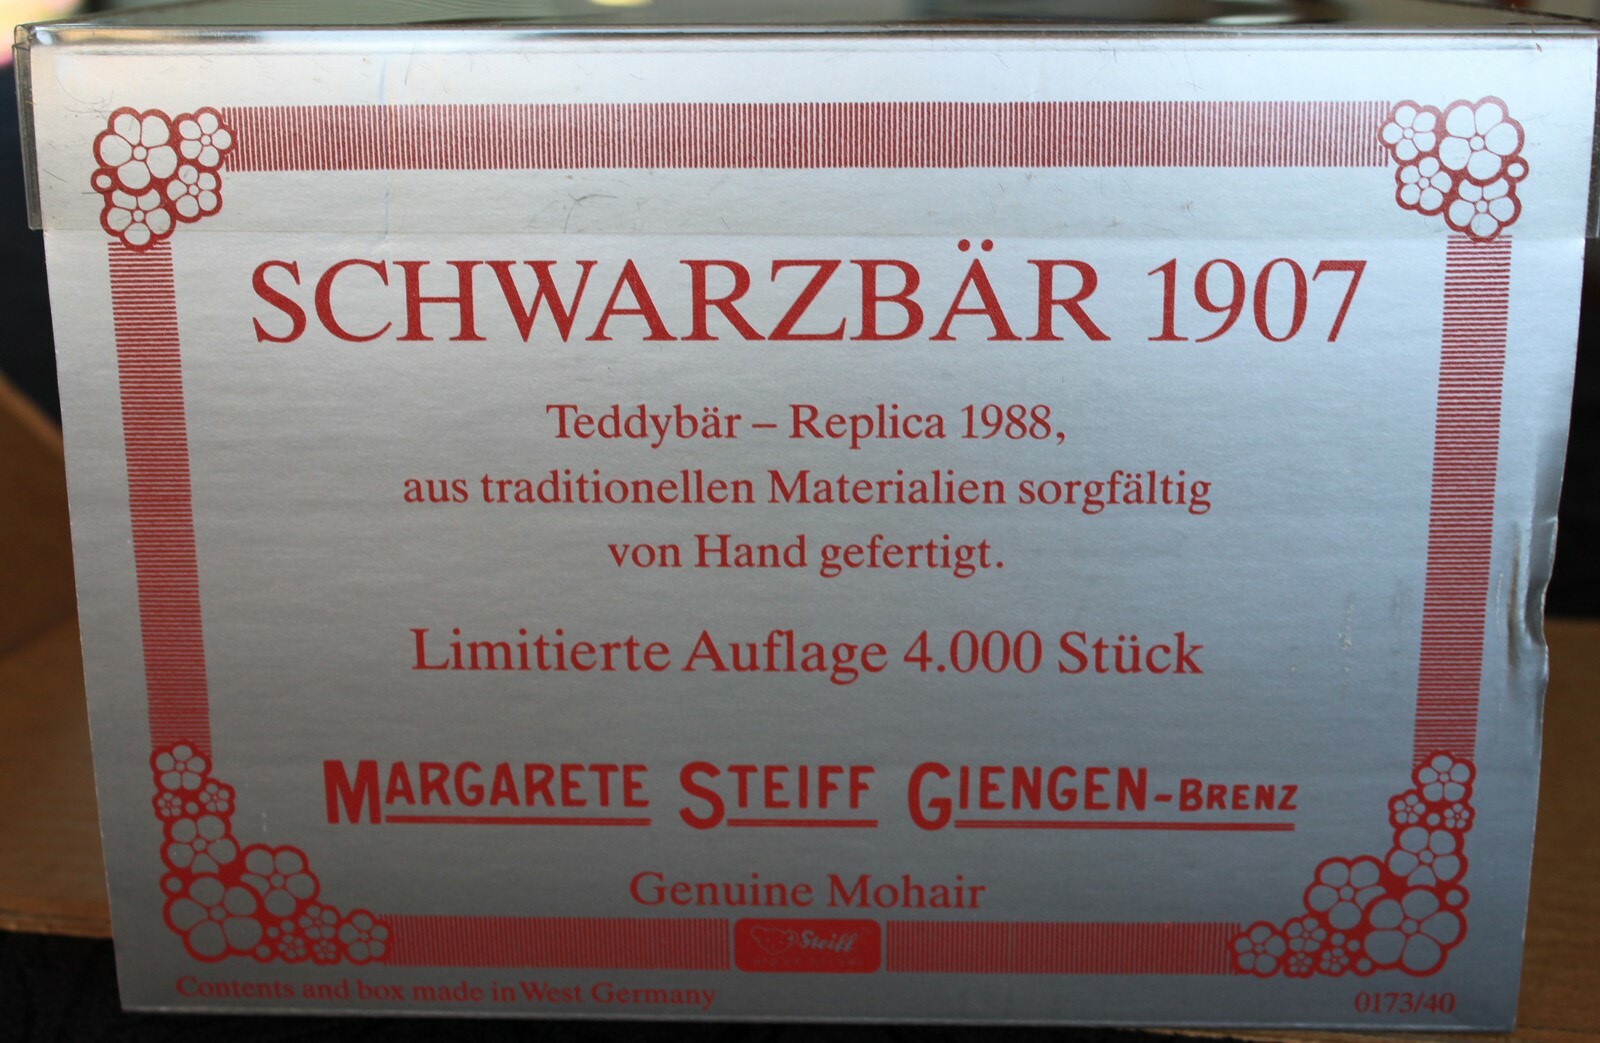 SCHWARZBÄR 1907
Teddybär – Replica 1988,
aus traditionellen Materialien sorgfältig
von Hand gefertigt.
Limitierte Auflage 4.000 Stück
MARGARETE STEIFF GIENGEN-BRENZ
Genuine Mohair
Steiff
Contents and box made in West Germany
0173/40